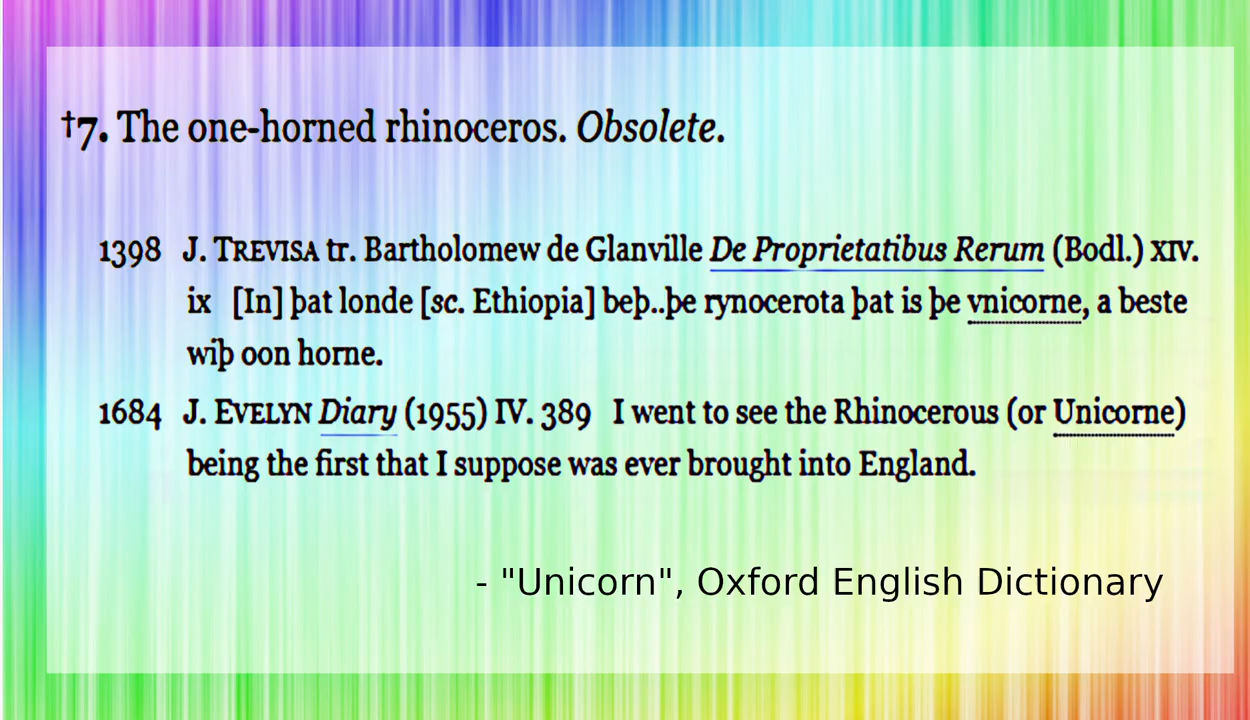 †7. The one-horned rhinoceros. Obsolete.
1398 J. TREVISA tr. Bartholomew de Glanville De Proprietatibus Rerum (Bodl.) XIV.
ix [In] þat londe [sc. Ethiopia] beþ..þe rynocerota þat is þe vnicorne, a beste
wiþ oon horne.
1684 J. EVELYN Diary (1955) IV. 389 I went to see the Rhinocerous (or Unicorne)
being the first that I suppose was ever brought into England.
- "Unicorn", Oxford English Dictionary